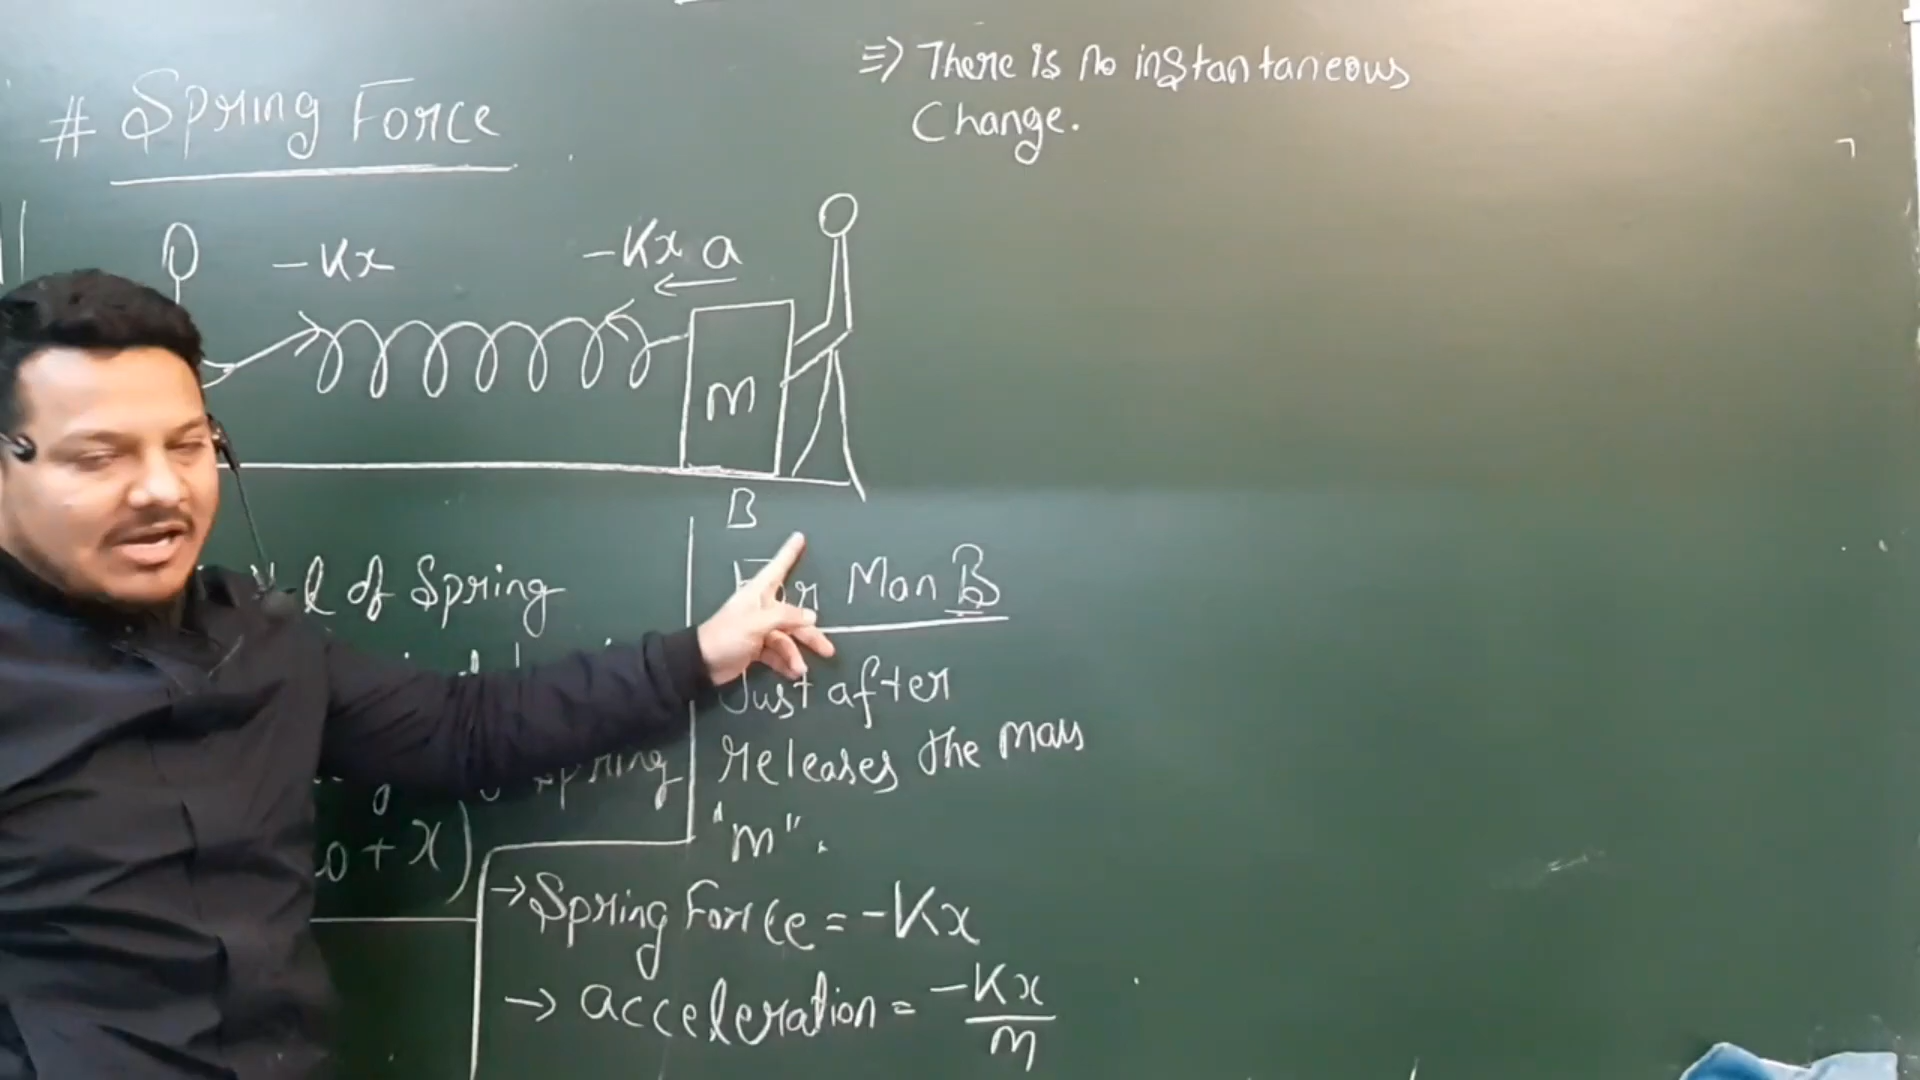 # Spring Force
⇒ There is no instantaneous
Change.
-Kx
-Kx a
m
B
l of Spring
For Man B
Just after
releases the mass
"m".
o + x)
→ Spring Force = -Kx
→ acceleration = -Kx/m